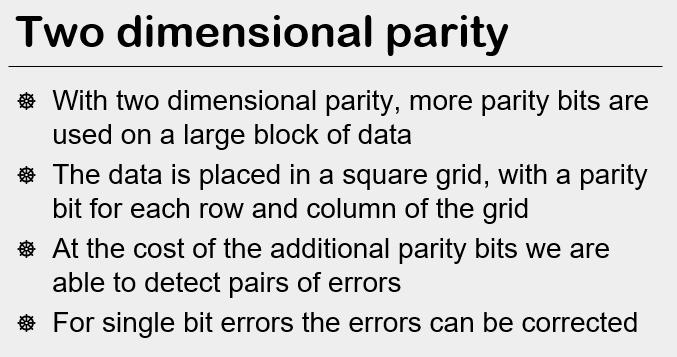 Two dimensional parity
With two dimensional parity, more parity bits are
used on a large block of data
The data is placed in a square grid, with a parity
bit for each row and column of the grid
At the cost of the additional parity bits we are
able to detect pairs of errors
For single bit errors the errors can be corrected